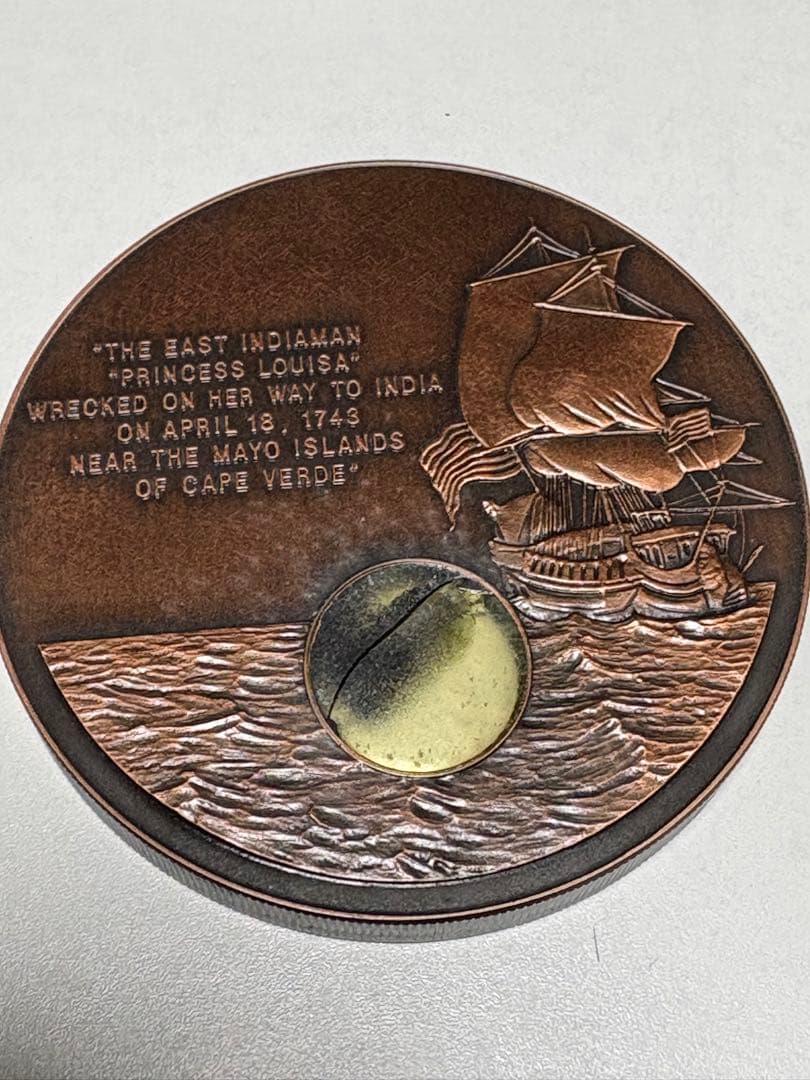 "THE EAST INDIAMAN
"PRINCESS LOUISA"
WRECKED ON HER WAY TO INDIA
ON APRIL 18, 1743
NEAR THE MAYO ISLANDS
OF CAPE VERDE"